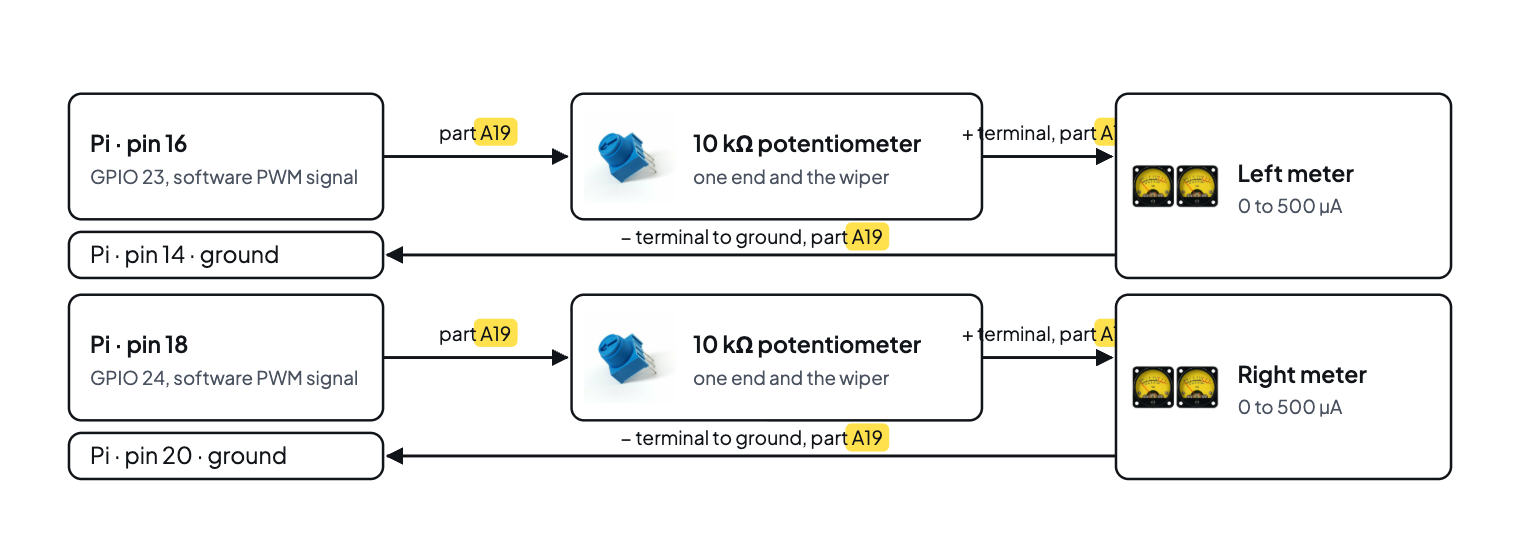 Pi · pin 16
GPIO 23, software PWM signal
part A19
10 kΩ potentiometer
one end and the wiper
+ terminal, part
Left meter
0 to 500 µA
– terminal to ground, part A19
Pi · pin 14 · ground
Pi · pin 18
GPIO 24, software PWM signal
part A19
10 kΩ potentiometer
one end and the wiper
+ terminal, part
Right meter
0 to 500 µA
– terminal to ground, part A19
Pi · pin 20 · ground